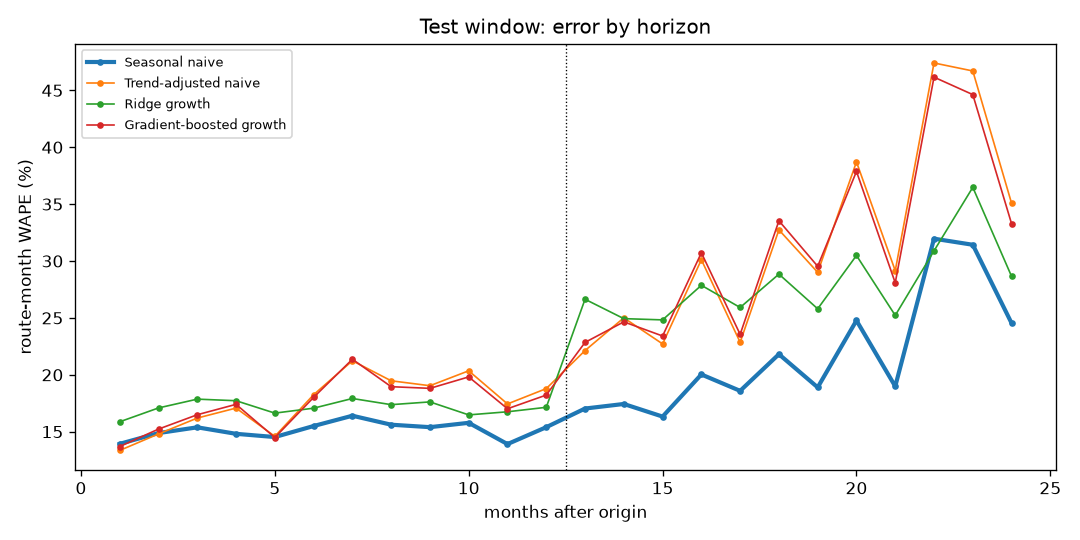 Test window: error by horizon
Seasonal naive
Trend-adjusted naive
Ridge growth
Gradient-boosted growth
route-month WAPE (%)
45
40
35
30
25
20
15
0 5 10 15 20 25
months after origin